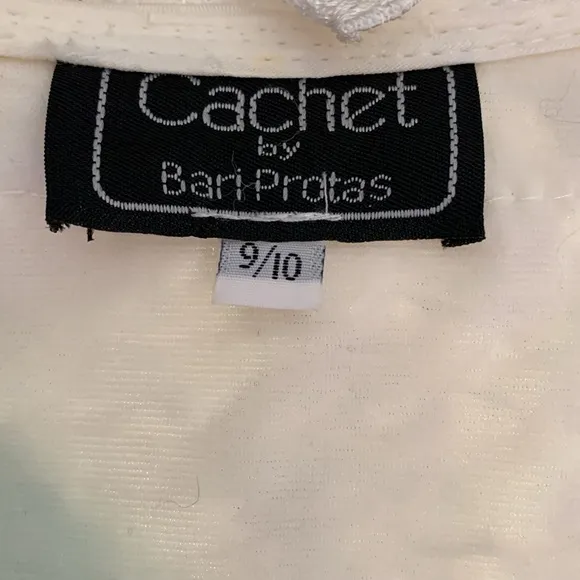 Cachet
by
Bari Protas
9/10